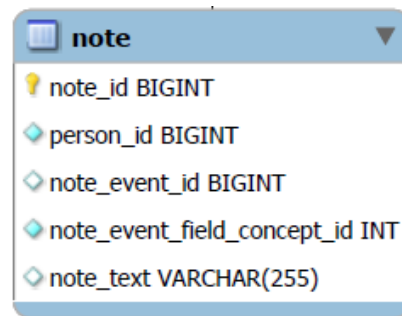 note
note_id BIGINT
person_id BIGINT
note_event_id BIGINT
note_event_field_concept_id INT
note_text VARCHAR(255)